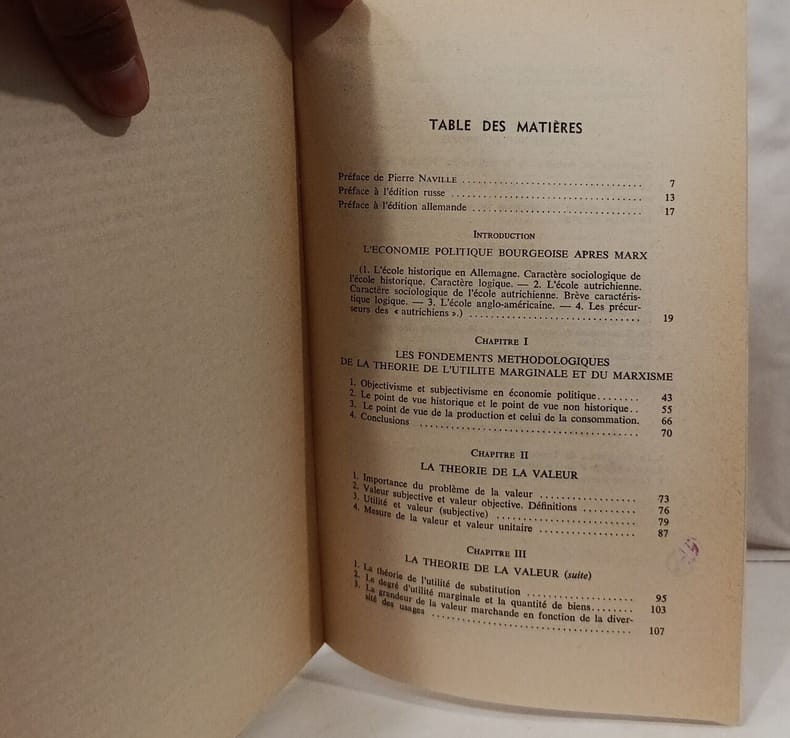 TABLE DES MATIÈRES
Préface de Pierre NAVILLE .................................. 7
Préface à l'édition russe .................................... 13
Préface à l'édition allemande ................................ 17
INTRODUCTION
L'ECONOMIE POLITIQUE BOURGEOISE APRES MARX
(1. L'école historique en Allemagne. Caractère sociologique de
l'école historique. Caractère logique. — 2. L'école autrichienne.
Caractère sociologique de l'école autrichienne. Brève caractéris-
tique logique. — 3. L'école anglo-américaine. — 4. Les précur-
seurs des « autrichiens ».) ................................ 19
CHAPITRE I
LES FONDEMENTS METHODOLOGIQUES
DE LA THEORIE DE L'UTILITE MARGINALE ET DU MARXISME
1. Objectivisme et subjectivisme en économie politique........ 43
2. Le point de vue historique et le point de vue non historique.. 55
3. Le point de vue de la production et celui de la consommation. 66
4. Conclusions ........................................ 70
CHAPITRE II
LA THEORIE DE LA VALEUR
1. Importance du problème de la valeur ................. 73
2. Valeur subjective et valeur objective. Définitions .......... 76
3. Utilité et valeur (subjective) ......................... 79
4. Mesure de la valeur et valeur unitaire ................. 87
CHAPITRE III
LA THEORIE DE LA VALEUR (suite)
1. La théorie de l'utilité de substitution ................... 95
2. Le degré d'utilité marginale et la quantité de biens........ 103
3. La grandeur de la valeur marchande en fonction de la diver-
sité des usages .................................... 107